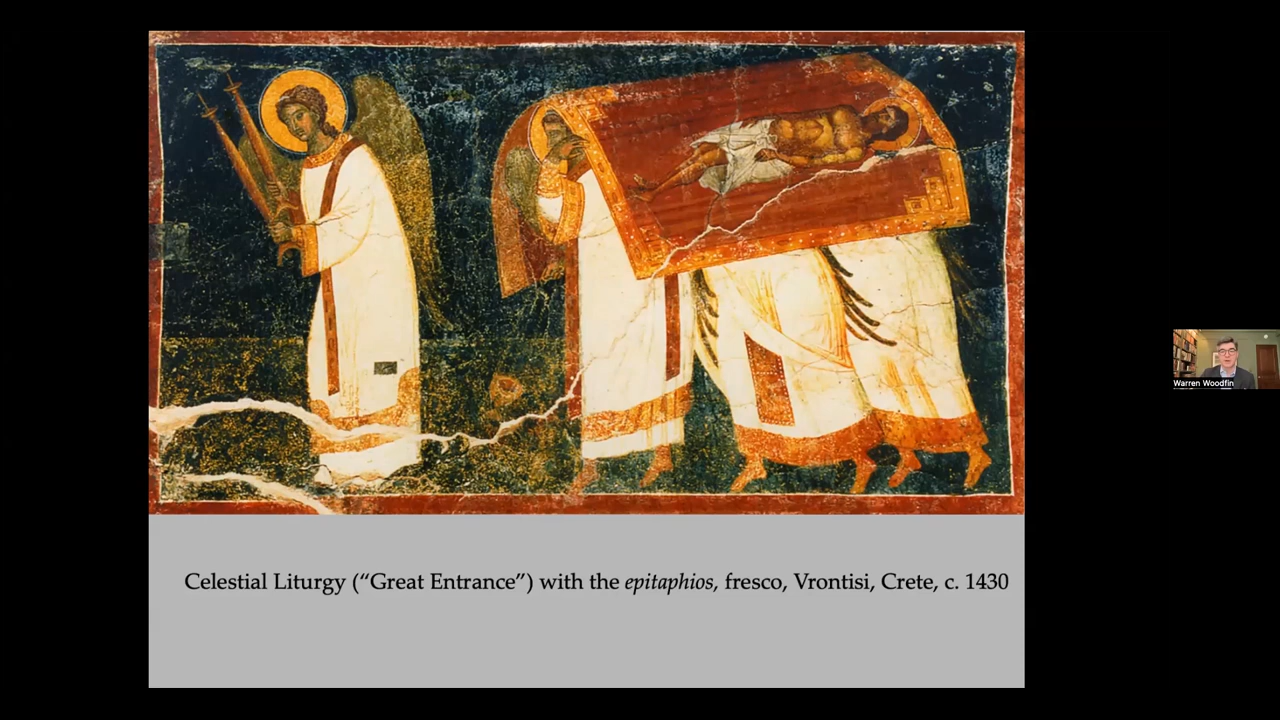 Celestial Liturgy (“Great Entrance”) with the epitaphios, fresco, Vrontisi, Crete, c. 1430
Warren Woodfin